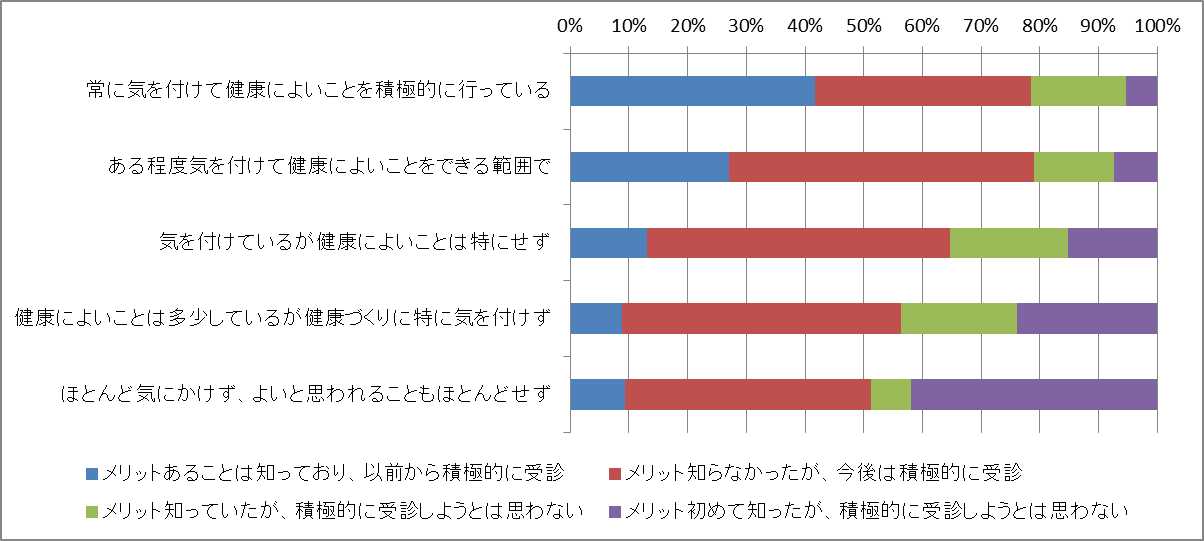 0% 10% 20% 30% 40% 50% 60% 70% 80% 90% 100%
常に気を付けて健康によいことを積極的に行っている
ある程度気を付けて健康によいことをできる範囲で
気を付けているが健康によいことは特にせず
健康によいことは多少しているが健康づくりに特に気を付けず
ほとんど気にかけず、よいと思われることもほとんどせず
メリットあることは知っており、以前から積極的に受診 メリット知らなかったが、今後は積極的に受診
メリット知っていたが、積極的に受診しようとは思わない メリット初めて知ったが、積極的に受診しようとは思わない